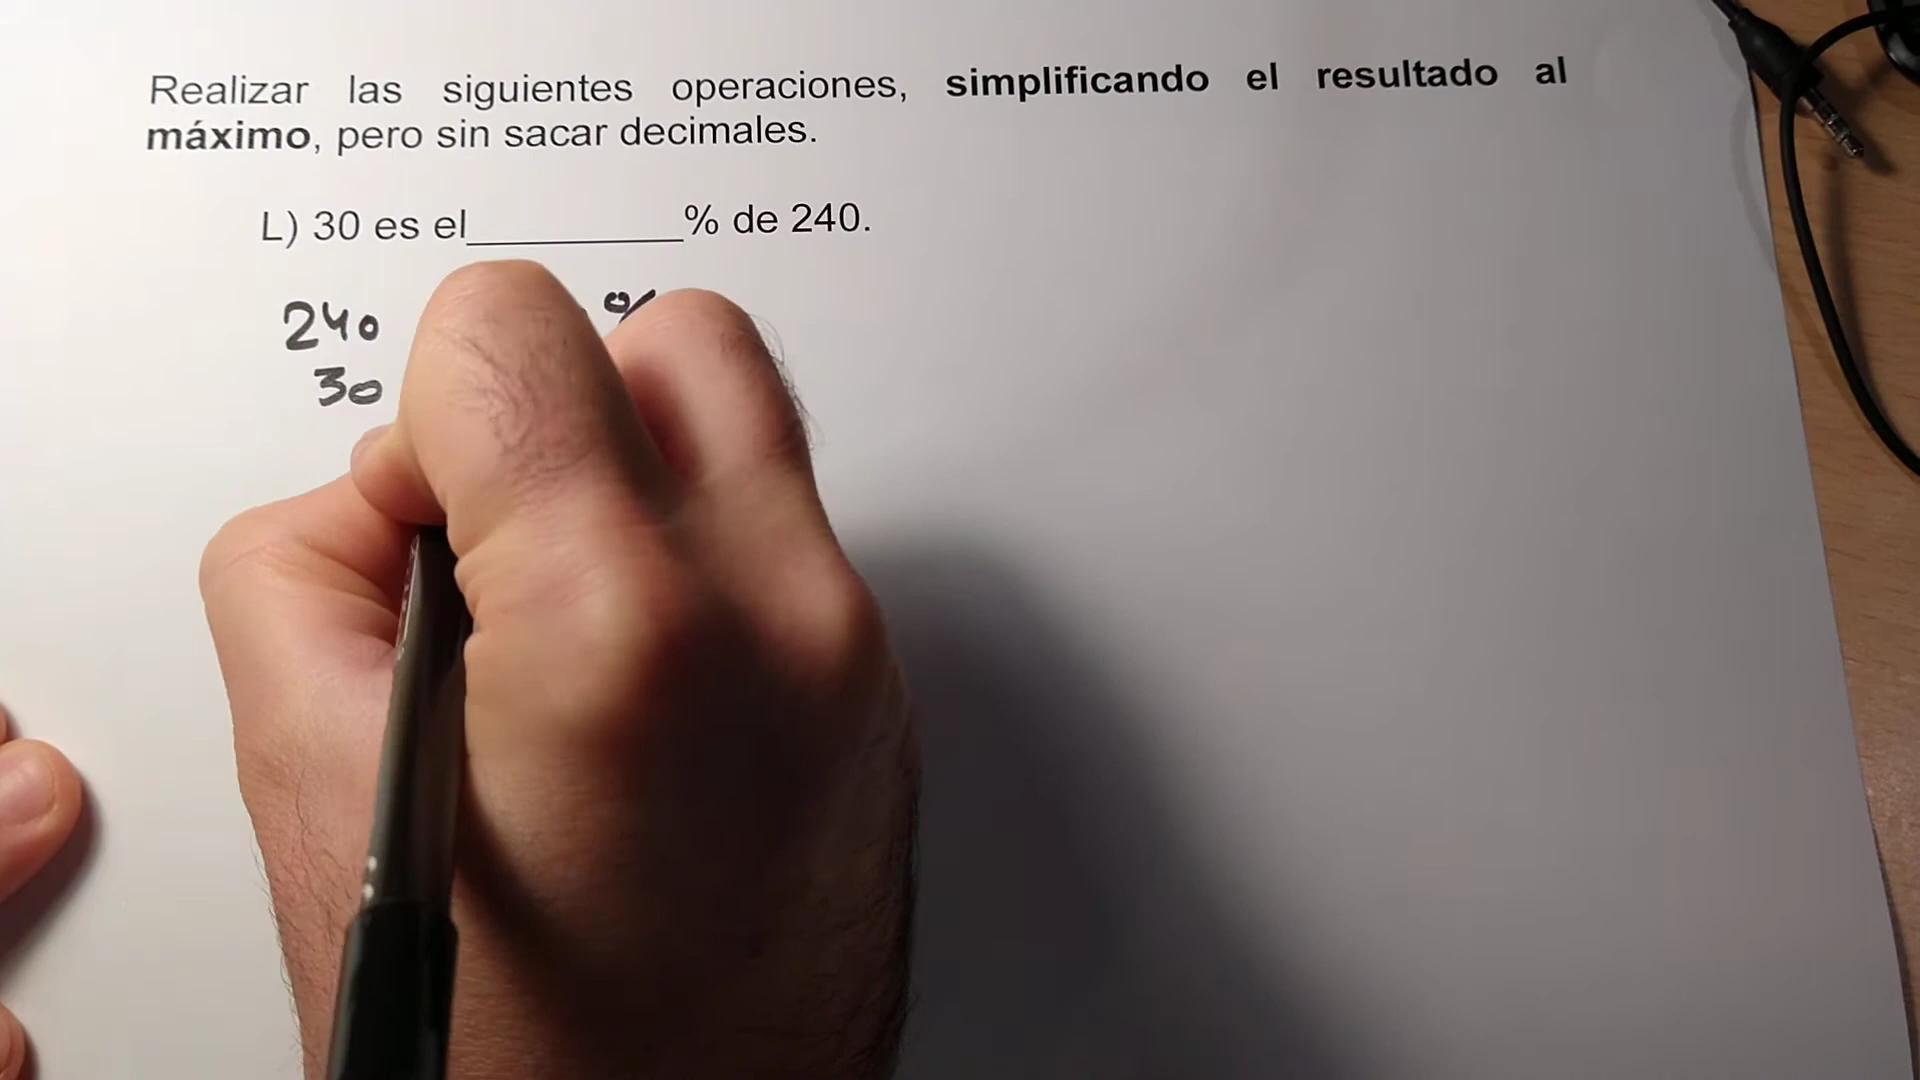 Realizar las siguientes operaciones, simplificando el resultado al
máximo, pero sin sacar decimales.
L) 30 es el__________% de 240.
240 %
30